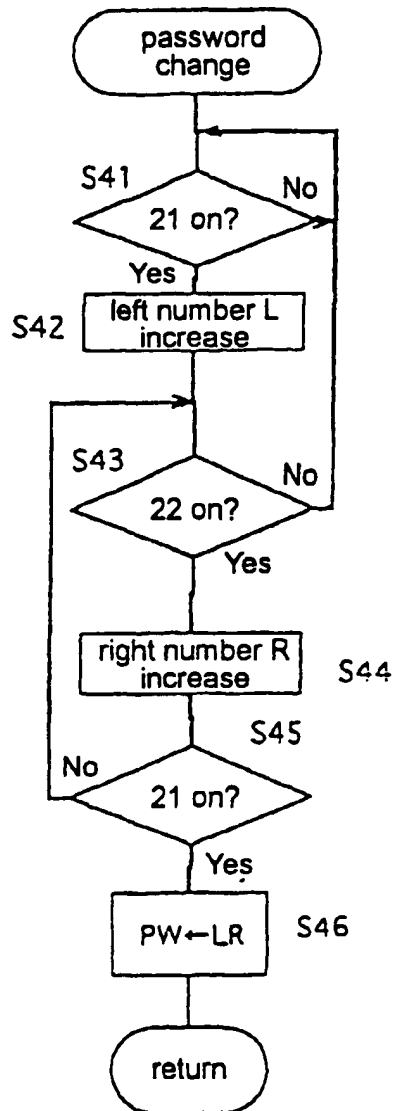 password
change
S41
No
21 on?
Yes
S42
left number L
increase
S43
No
22 on?
Yes
right number R
increase
S44
S45
No
21 on?
Yes
PW←LR
S46
return